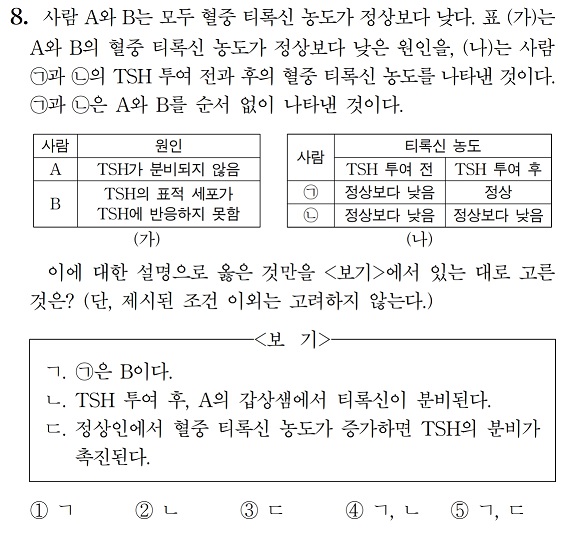 8. 사람 A와 B는 모두 혈중 티록신 농도가 정상보다 낮다. 표 (가)는
A와 B의 혈중 티록신 농도가 정상보다 낮은 원인을, (나)는 사람
㉠과 ㉡의 TSH 투여 전과 후의 혈중 티록신 농도를 나타낸 것이다.
㉠과 ㉡은 A와 B를 순서 없이 나타낸 것이다.
사람 원인
A TSH가 분비되지 않음
B TSH의 표적 세포가
TSH에 반응하지 못함
(가)
사람 티록신 농도
TSH 투여 전 TSH 투여 후
㉠ 정상보다 낮음 정상
㉡ 정상보다 낮음 정상보다 낮음
(나)
이에 대한 설명으로 옳은 것만을 <보기>에서 있는 대로 고른
것은? (단, 제시된 조건 이외는 고려하지 않는다.)
<보 기>
ㄱ. ㉠은 B이다.
ㄴ. TSH 투여 후, A의 갑상샘에서 티록신이 분비된다.
ㄷ. 정상인에서 혈중 티록신 농도가 증가하면 TSH의 분비가
촉진된다.
① ㄱ ② ㄴ ③ ㄷ ④ ㄱ, ㄴ ⑤ ㄱ, ㄷ